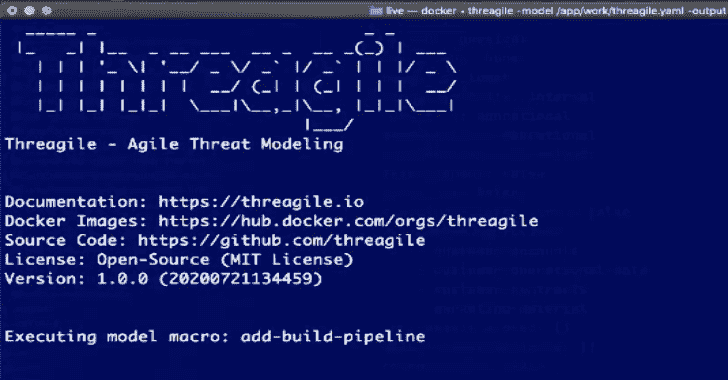 live — docker • threagile -model /app/work/threagile.yaml -output
Threagile
Threagile - Agile Threat Modeling
Documentation: https://threagile.io
Docker Images: https://hub.docker.com/orgs/threagile
Source Code: https://github.com/threagile
License: Open-Source (MIT License)
Version: 1.0.0 (20200721134459)
Executing model macro: add-build-pipeline